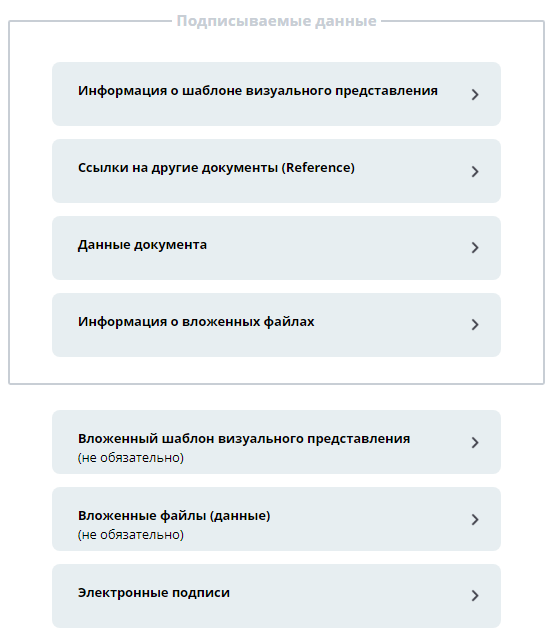 Подписываемые данные
Информация о шаблоне визуального представления
Ссылки на другие документы (Reference)
Данные документа
Информация о вложенных файлах
Вложенный шаблон визуального представления
(не обязательно)
Вложенные файлы (данные)
(не обязательно)
Электронные подписи